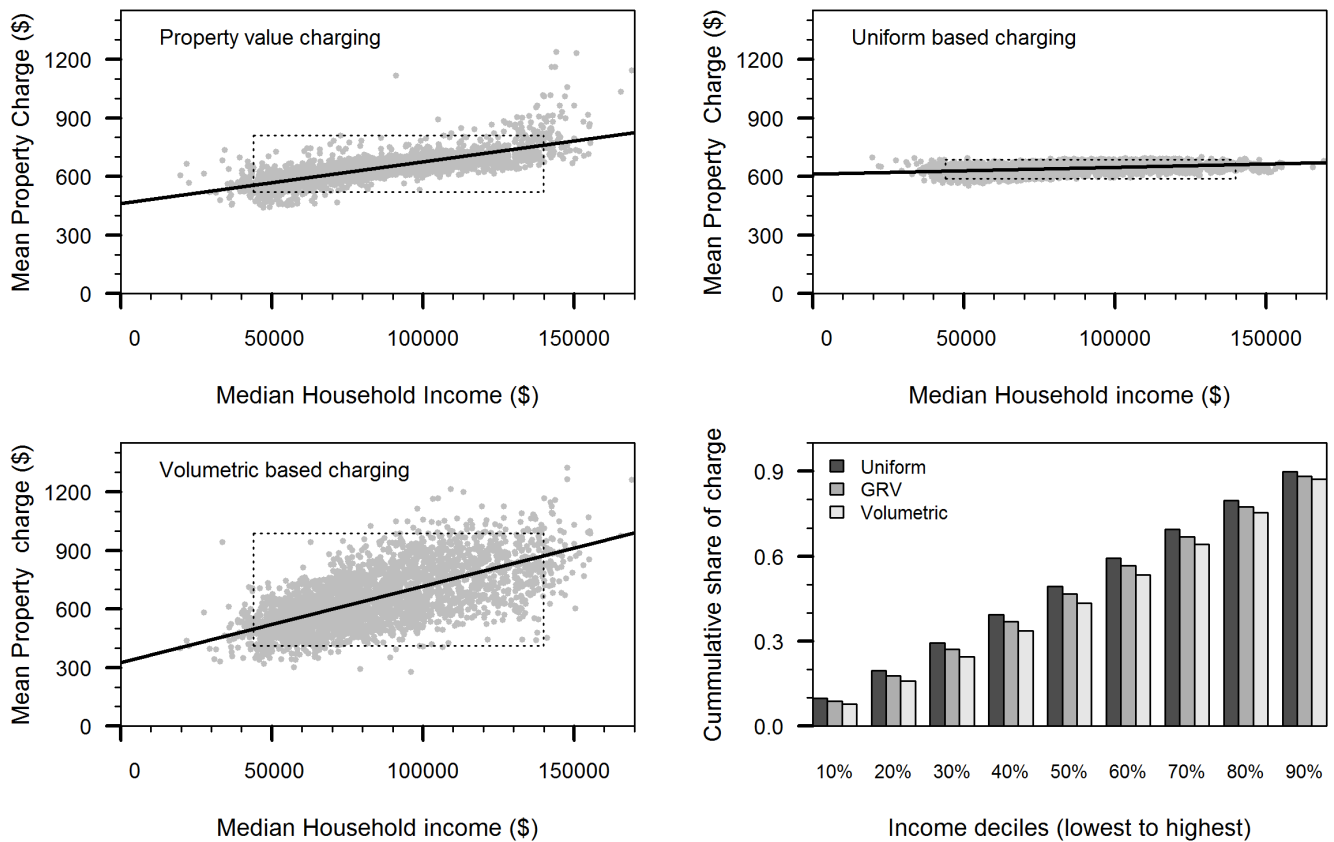 Property value charging
Mean Property Charge ($)
1200
900
600
300
0
0 50000 100000 150000
Median Household Income ($)
Uniform based charging
Mean Property Charge ($)
1200
900
600
300
0
0 50000 100000 150000
Median Household income ($)
Volumetric based charging
Mean Property charge ($)
1200
900
600
300
0
0 50000 100000 150000
Median Household income ($)
Cummulative share of charge
0.9
0.6
0.3
0.0
Uniform
GRV
Volumetric
10% 20% 30% 40% 50% 60% 70% 80% 90%
Income deciles (lowest to highest)